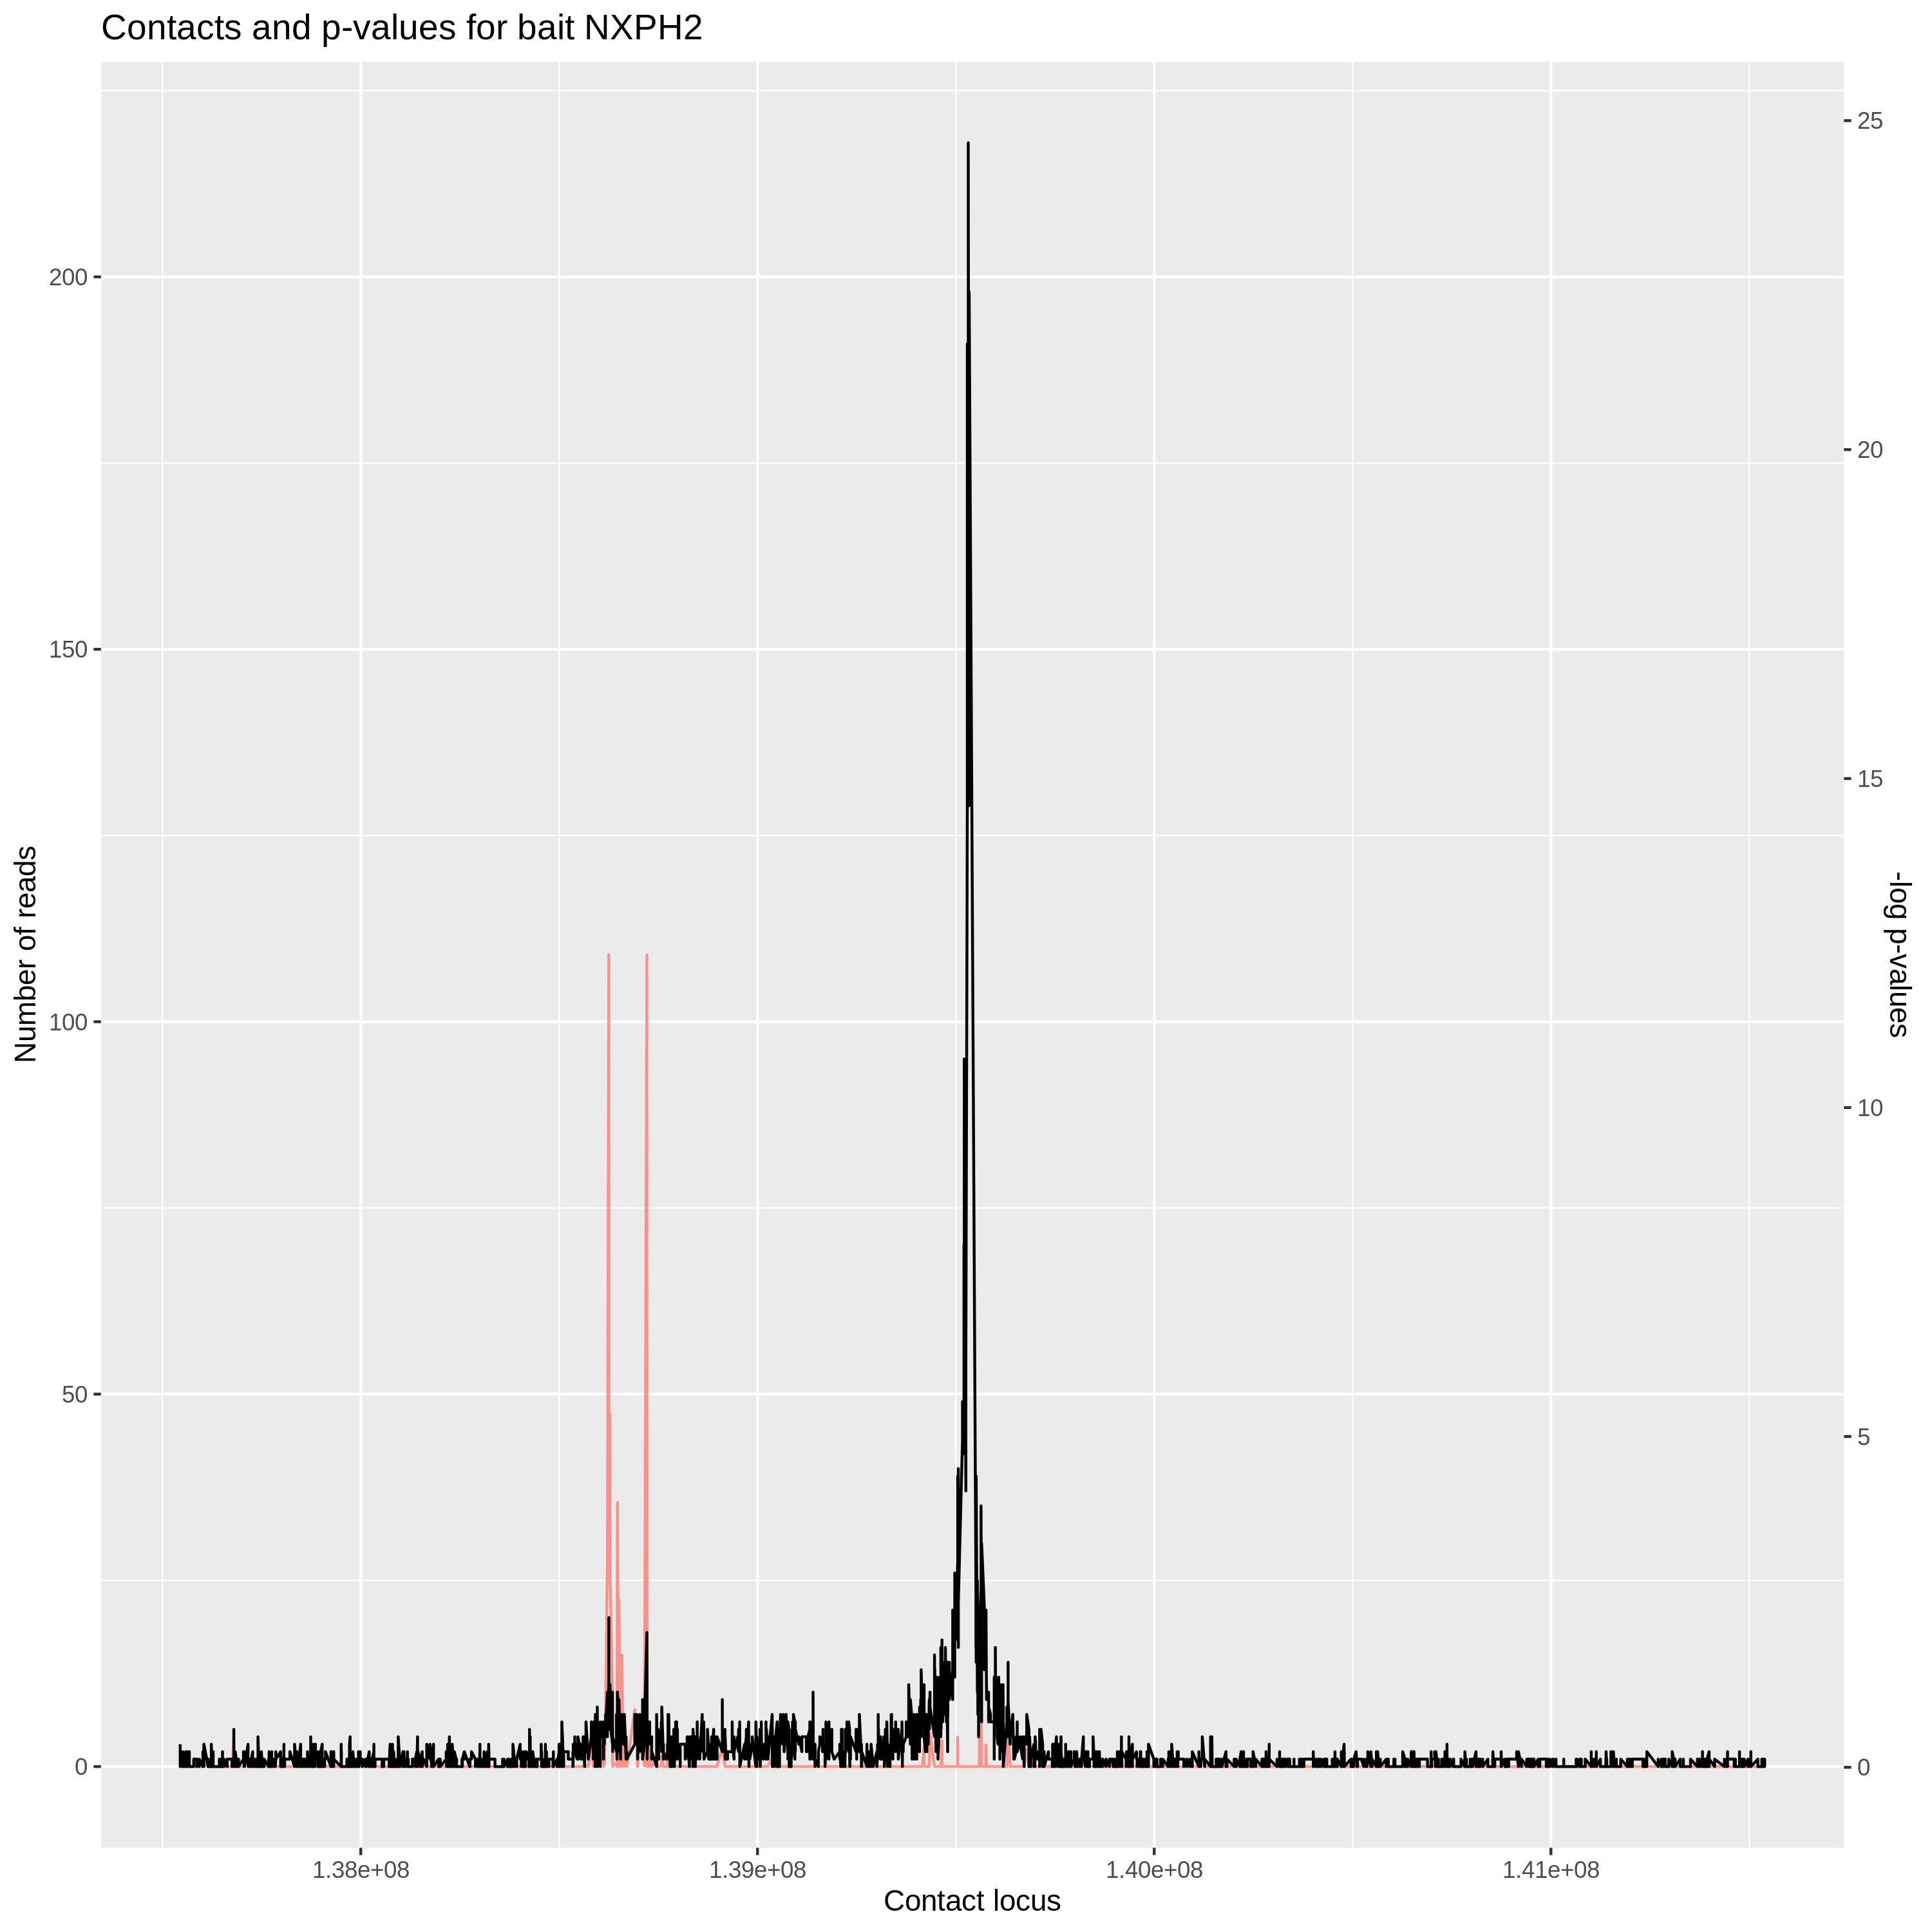 Contacts and p-values for bait NXPH2
Number of reads
200
150
100
50
0
25
20
15
10
5
0
-log p-values
1.38e+08
1.39e+08
1.40e+08
1.41e+08
Contact locus